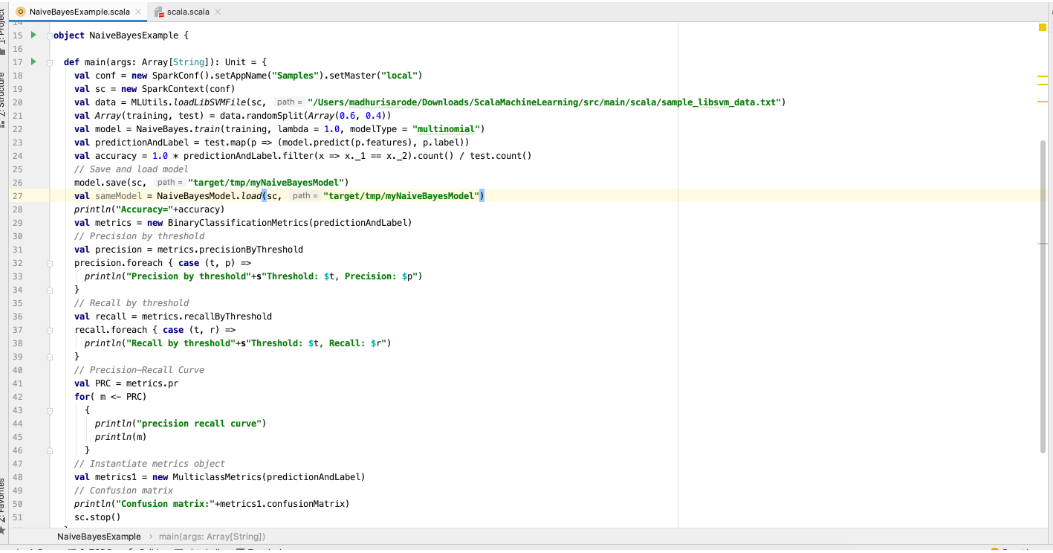 NaiveBayesExample.scala × scala.scala ×
1: Project
Z: Structure
2: Favorites
14
15 object NaiveBayesExample {
16
17 def main(args: Array[String]): Unit = {
18 val conf = new SparkConf().setAppName("Samples").setMaster("local")
19 val sc = new SparkContext(conf)
20 val data = MLUtils.loadLibSVMFile(sc, path = "/Users/madhurisarode/Downloads/ScalaMachineLearning/src/main/scala/sample_libsvm_data.txt")
21 val Array(training, test) = data.randomSplit(Array(0.6, 0.4))
22 val model = NaiveBayes.train(training, lambda = 1.0, modelType = "multinomial")
23 val predictionAndLabel = test.map(p => (model.predict(p.features), p.label))
24 val accuracy = 1.0 * predictionAndLabel.filter(x => x._1 == x._2).count() / test.count()
25 // Save and load model
26 model.save(sc, path = "target/tmp/myNaiveBayesModel")
27 val sameModel = NaiveBayesModel.load(sc, path = "target/tmp/myNaiveBayesModel")
28 println("Accuracy="+accuracy)
29 val metrics = new BinaryClassificationMetrics(predictionAndLabel)
30 // Precision by threshold
31 val precision = metrics.precisionByThreshold
32 precision.foreach { case (t, p) =>
33 println("Precision by threshold"+s"Threshold: $t, Precision: $p")
34 }
35 // Recall by threshold
36 val recall = metrics.recallByThreshold
37 recall.foreach { case (t, r) =>
38 println("Recall by threshold"+s"Threshold: $t, Recall: $r")
39 }
40 // Precision-Recall Curve
41 val PRC = metrics.pr
42 for( m <- PRC)
43 {
44 println("precision recall curve")
45 println(m)
46 }
47 // Instantiate metrics object
48 val metrics1 = new MulticlassMetrics(predictionAndLabel)
49 // Confusion matrix
50 println("Confusion matrix:"+metrics1.confusionMatrix)
51 sc.stop()
NaiveBayesExample › main(args: Array[String])